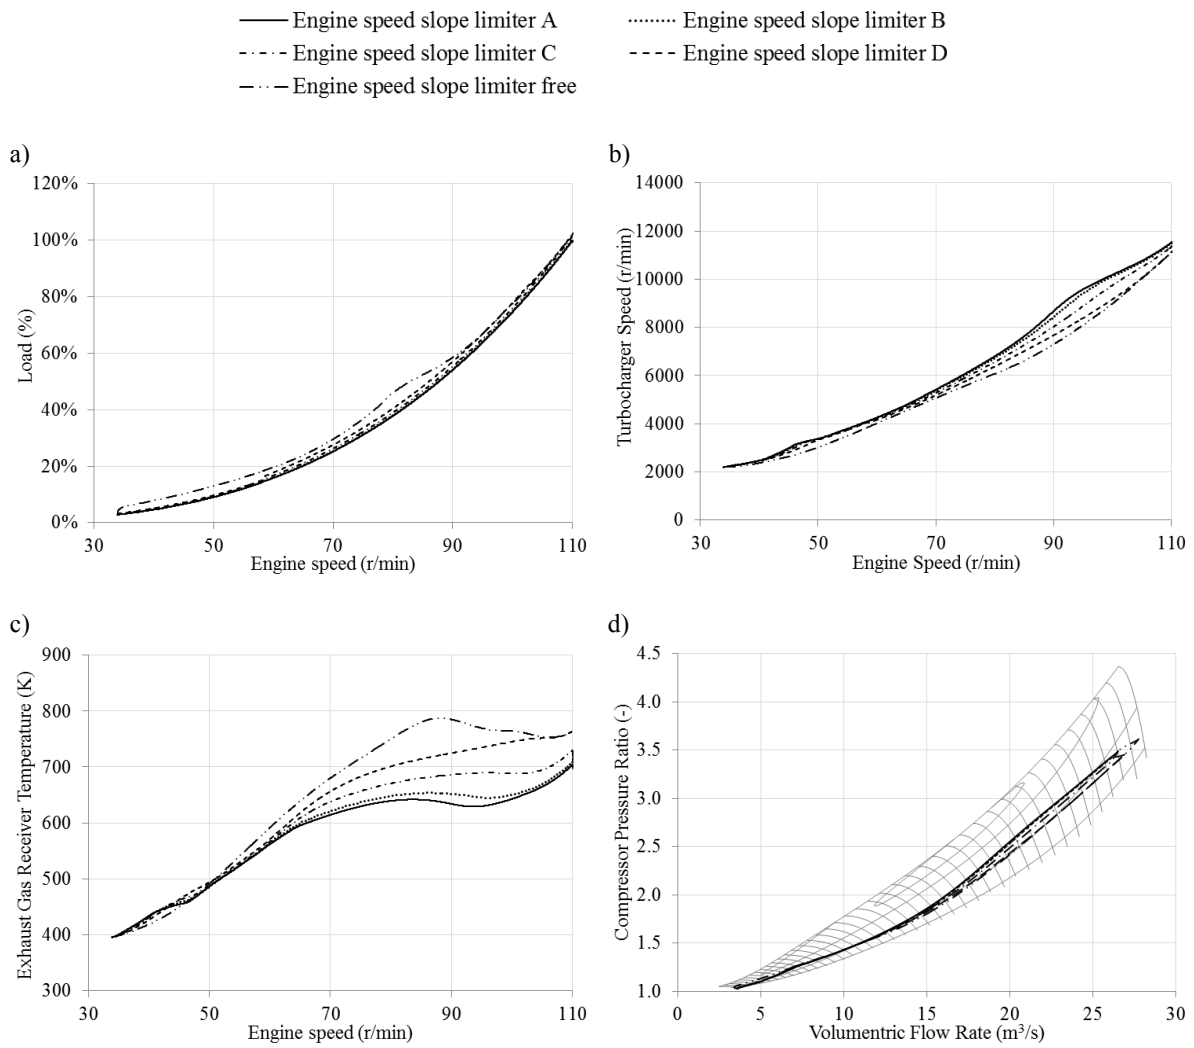 Engine speed slope limiter A
Engine speed slope limiter B
Engine speed slope limiter C
Engine speed slope limiter D
Engine speed slope limiter free
a)
120%
100%
80%
60%
40%
20%
0%
30 50 70 90 110
Load (%)
Engine speed (r/min)
b)
14000
12000
10000
8000
6000
4000
2000
0
30 50 70 90 110
Turbocharger Speed (r/min)
Engine Speed (r/min)
c)
900
800
700
600
500
400
300
30 50 70 90 110
Exhaust Gas Receiver Temperature (K)
Engine speed (r/min)
d)
4.5
4.0
3.5
3.0
2.5
2.0
1.5
1.0
0 5 10 15 20 25 30
Compressor Pressure Ratio (-)
Volumentric Flow Rate (m³/s)